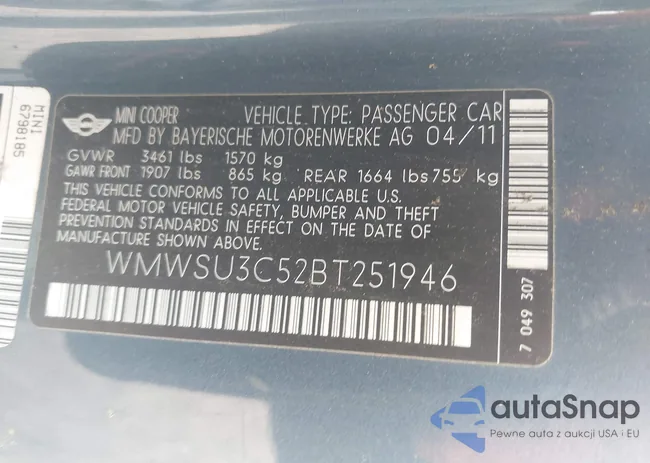 MINI
6798185
MINI COOPER VEHICLE TYPE: PASSENGER CAR
MFD BY BAYERISCHE MOTORENWERKE AG 04/11
GVWR 3461 lbs 1570 kg
GAWR FRONT 1907 lbs 865 kg REAR 1664 lbs 755 kg
THIS VEHICLE CONFORMS TO ALL APPLICABLE U.S.
FEDERAL MOTOR VEHICLE SAFETY, BUMPER AND THEFT
PREVENTION STANDARDS IN EFFECT ON THE DATE OF
MANUFACTURE SHOWN ABOVE.
WMWSU3C52BT251946
7 049 307
autaSnap
Pewne auta z aukcji USA i EU